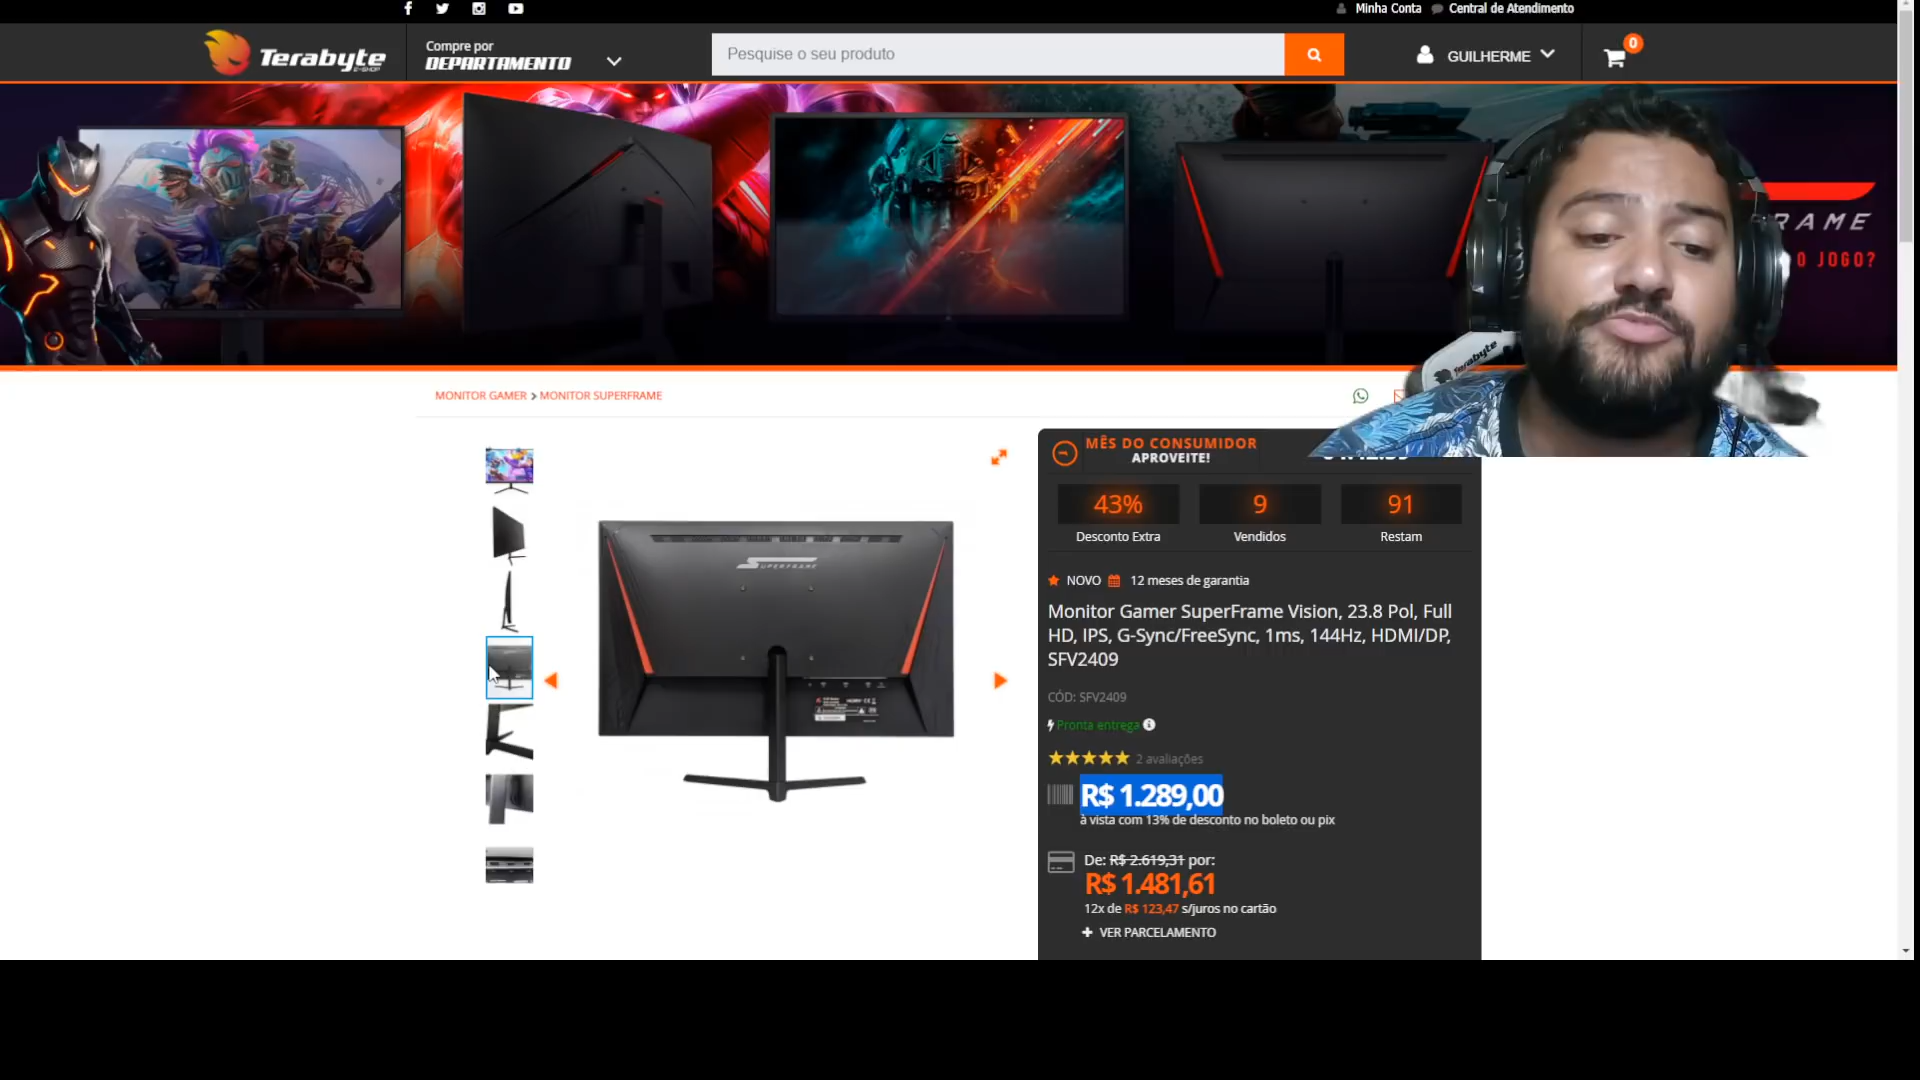 Minha Conta
Central de Atendimento
Terabyte
E-SHOP
Compre por
DEPARTAMENTO
Pesquise o seu produto
GUILHERME
0
RAME
O JOGO?
MONITOR GAMER > MONITOR SUPERFRAME
Terabyte
MÊS DO CONSUMIDOR
APROVEITE!
43%
9
91
Desconto Extra
Vendidos
Restam
SUPERFRAME
NOVO
12 meses de garantia
Monitor Gamer SuperFrame Vision, 23.8 Pol, Full
HD, IPS, G-Sync/FreeSync, 1ms, 144Hz, HDMI/DP,
SFV2409
CÓD: SFV2409
Pronta entrega
2 avaliações
R$ 1.289,00
à vista com 13% de desconto no boleto ou pix
De: R$ 2.619,31 por:
R$ 1.481,61
12x de R$ 123,47 s/juros no cartão
+ VER PARCELAMENTO